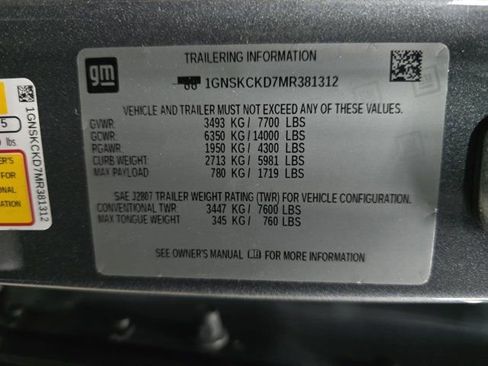 gm
TRAILERING INFORMATION
1GNSKCKD7MR381312
VEHICLE AND TRAILER MUST NOT EXCEED ANY OF THESE VALUES.
GVWR: 3493 KG / 7700 LBS
GCWR: 6350 KG / 14000 LBS
RGAWR: 1950 KG / 4300 LBS
CURB WEIGHT: 2713 KG / 5981 LBS
MAX PAYLOAD: 780 KG / 1719 LBS
SAE J2807 TRAILER WEIGHT RATING (TWR) FOR VEHICLE CONFIGURATION.
CONVENTIONAL TWR: 3447 KG / 7600 LBS
MAX TONGUE WEIGHT: 345 KG / 760 LBS
SEE OWNER'S MANUAL FOR MORE INFORMATION
1GNSKCKD7MR381312
5
lbs